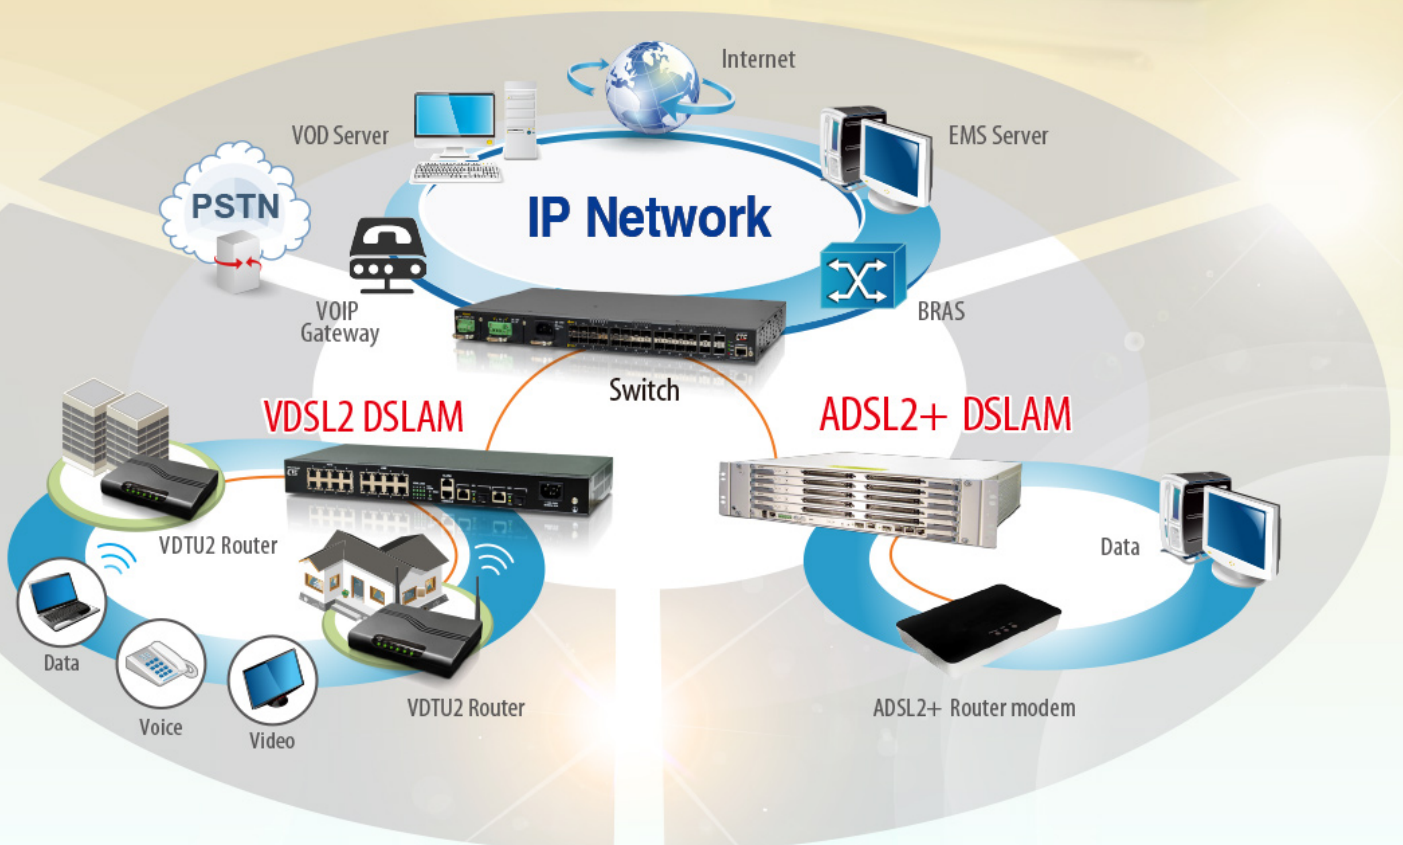 Internet
VOD Server
EMS Server
PSTN
IP Network
VOIP
Gateway
BRAS
Switch
VDSL2 DSLAM
ADSL2+ DSLAM
VDTU2 Router
Data
Data
Voice
Video
VDTU2 Router
ADSL2+ Router modem